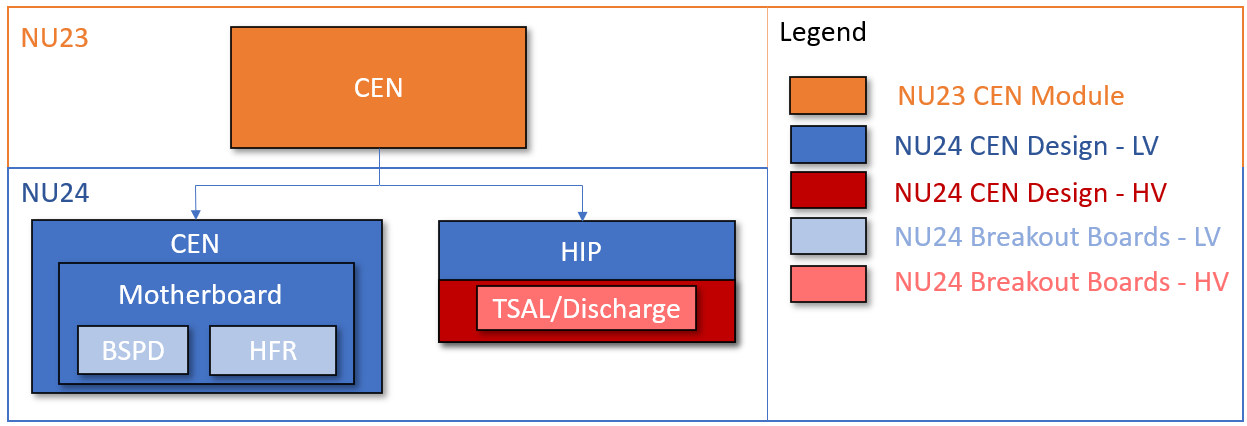 NU23
CEN
NU24
CEN
Motherboard
BSPD
HFR
HIP
TSAL/Discharge
Legend
NU23 CEN Module
NU24 CEN Design - LV
NU24 CEN Design - HV
NU24 Breakout Boards - LV
NU24 Breakout Boards - HV